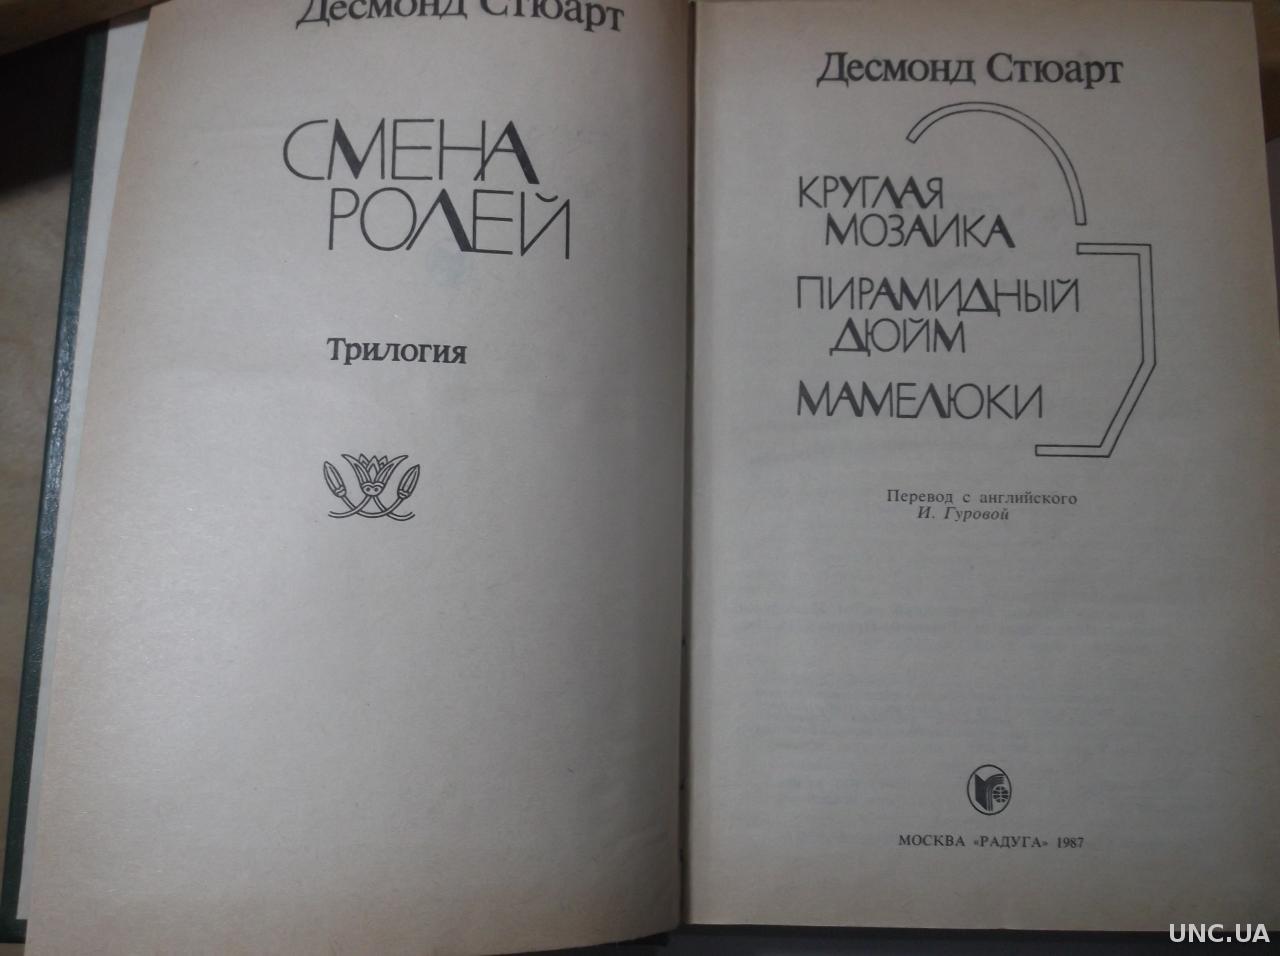 Десмонд Стюарт
СМЕНА
РОЛЕЙ
Трилогия
Десмонд Стюарт
КРУГЛАЯ
МОЗАИКА
ПИРАМИДНЫЙ
ДЮЙМ
МАМЕЛЮКИ
Перевод с английского
И. Гуровой
МОСКВА «РАДУГА» 1987
UNC.UA